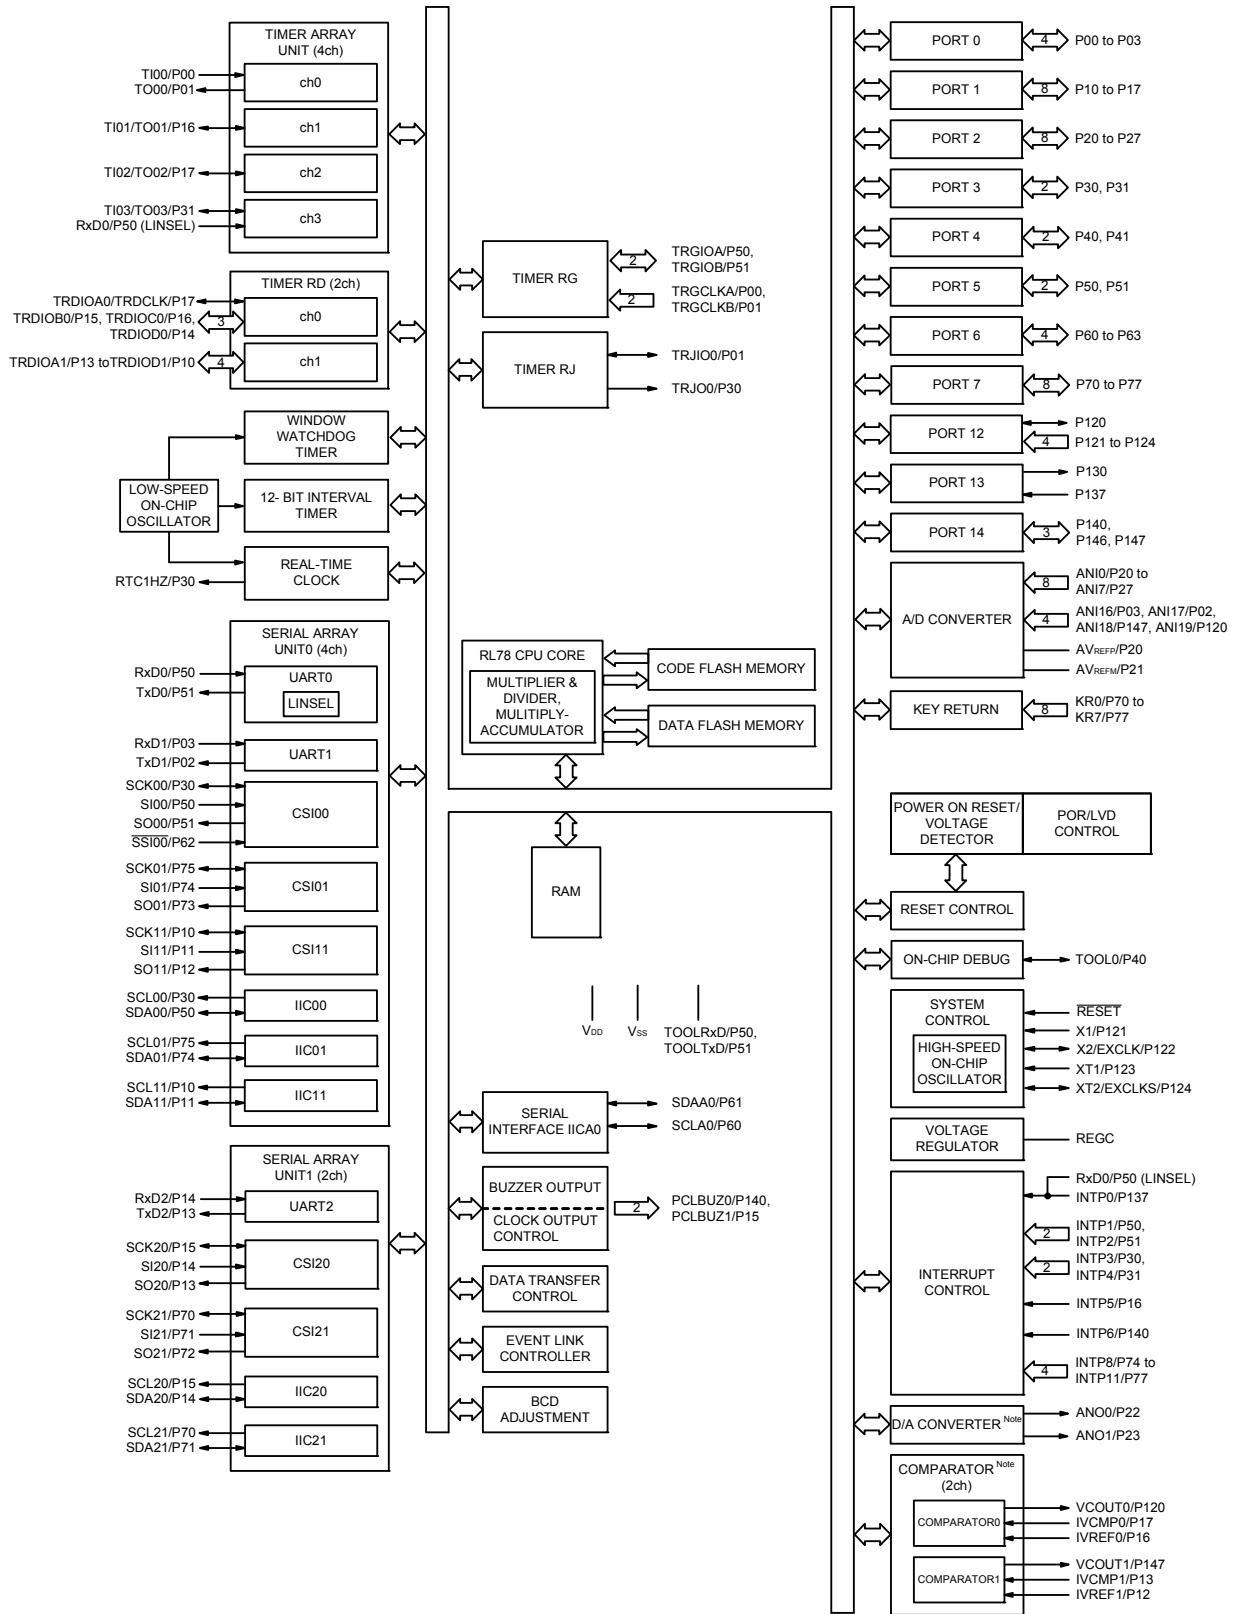 TIMER ARRAY
UNIT (4ch)
TI00/P00
TO00/P01
ch0
TI01/TO01/P16
ch1
TI02/TO02/P17
ch2
TI03/TO03/P31
RxD0/P50 (LINSEL)
ch3
TIMER RD (2ch)
TRDIOA0/TRDCLK/P17
TRDIOB0/P15, TRDIOC0/P16,
TRDIOD0/P14
3
ch0
TRDIOA1/P13 toTRDIOD1/P10
4
ch1
WINDOW
WATCHDOG
TIMER
LOW-SPEED
ON-CHIP
OSCILLATOR
12- BIT INTERVAL
TIMER
RTC1HZ/P30
REAL-TIME
CLOCK
SERIAL ARRAY
UNIT0 (4ch)
RxD0/P50
TxD0/P51
UART0
LINSEL
RxD1/P03
TxD1/P02
UART1
SCK00/P30
SI00/P50
SO00/P51
SSI00/P62
CSI00
SCK01/P75
SI01/P74
SO01/P73
CSI01
SCK11/P10
SI11/P11
SO11/P12
CSI11
SCL00/P30
SDA00/P50
IIC00
SCL01/P75
SDA01/P74
IIC01
SCL11/P10
SDA11/P11
IIC11
SERIAL ARRAY
UNIT1 (2ch)
RxD2/P14
TxD2/P13
UART2
SCK20/P15
SI20/P14
SO20/P13
CSI20
SCK21/P70
SI21/P71
SO21/P72
CSI21
SCL20/P15
SDA20/P14
IIC20
SCL21/P70
SDA21/P71
IIC21
TIMER RG
2
TRGIOA/P50,
TRGIOB/P51
2
TRGCLKA/P00,
TRGCLKB/P01
TIMER RJ
TRJIO0/P01
TRJO0/P30
RL78 CPU CORE
MULTIPLIER &
DIVIDER,
MULITIPLY-
ACCUMULATOR
CODE FLASH MEMORY
DATA FLASH MEMORY
RAM
VDD
VSS
TOOLRxD/P50,
TOOLTxD/P51
SERIAL
INTERFACE IICA0
SDAA0/P61
SCLA0/P60
BUZZER OUTPUT
CLOCK OUTPUT
CONTROL
2
PCLBUZ0/P140,
PCLBUZ1/P15
DATA TRANSFER
CONTROL
EVENT LINK
CONTROLLER
BCD
ADJUSTMENT
PORT 0
4
P00 to P03
PORT 1
8
P10 to P17
PORT 2
8
P20 to P27
PORT 3
2
P30, P31
PORT 4
2
P40, P41
PORT 5
2
P50, P51
PORT 6
4
P60 to P63
PORT 7
8
P70 to P77
PORT 12
P120
4
P121 to P124
PORT 13
P130
P137
PORT 14
3
P140,
P146, P147
A/D CONVERTER
8
ANI0/P20 to
ANI7/P27
4
ANI16/P03, ANI17/P02,
ANI18/P147, ANI19/P120
AVREFP/P20
AVREFM/P21
KEY RETURN
8
KR0/P70 to
KR7/P77
POWER ON RESET/
VOLTAGE
DETECTOR
POR/LVD
CONTROL
RESET CONTROL
ON-CHIP DEBUG
TOOL0/P40
SYSTEM
CONTROL
HIGH-SPEED
ON-CHIP
OSCILLATOR
RESET
X1/P121
X2/EXCLK/P122
XT1/P123
XT2/EXCLKS/P124
VOLTAGE
REGULATOR
REGC
INTERRUPT
CONTROL
RxD0/P50 (LINSEL)
INTP0/P137
2
INTP1/P50,
INTP2/P51
2
INTP3/P30,
INTP4/P31
INTP5/P16
INTP6/P140
4
INTP8/P74 to
INTP11/P77
D/A CONVERTER Note
ANO0/P22
ANO1/P23
COMPARATOR Note
(2ch)
COMPARATOR0
VCOUT0/P120
IVCMP0/P17
IVREF0/P16
COMPARATOR1
VCOUT1/P147
IVCMP1/P13
IVREF1/P12